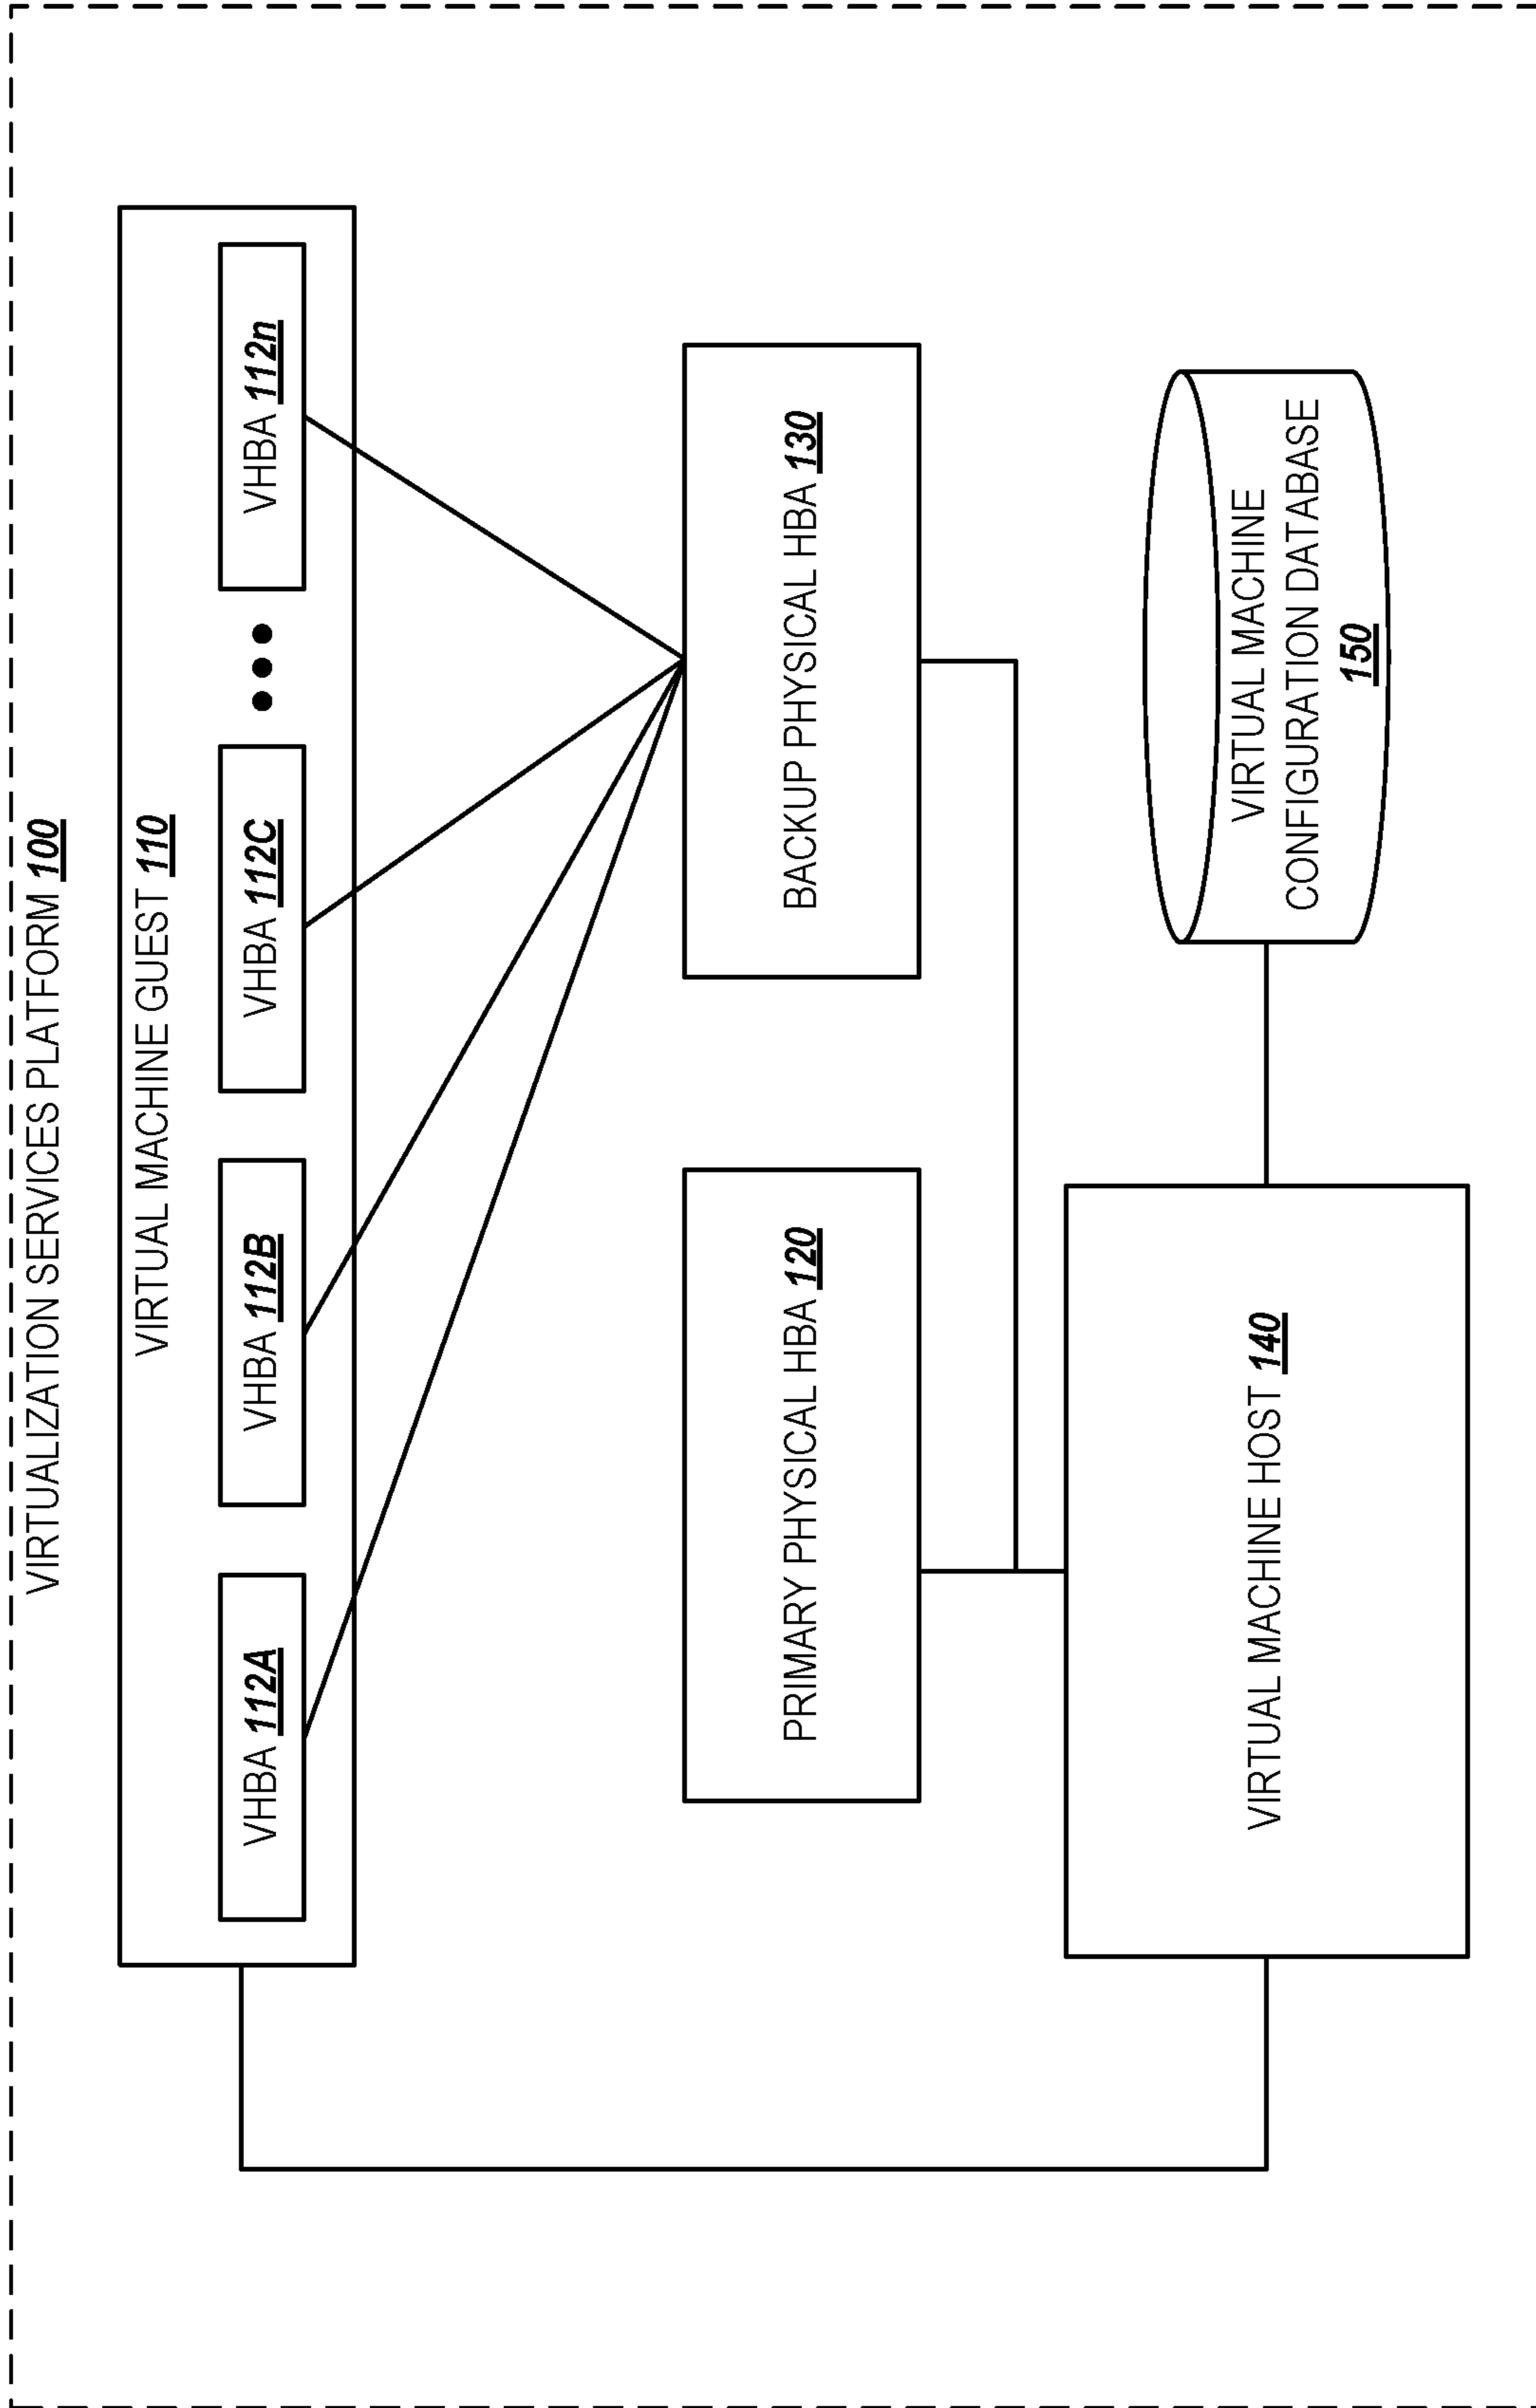 VIRTUALIZATION SERVICES PLATFORM 100
VIRTUAL MACHINE GUEST 110
VHBA 112A
VHBA 112B
VHBA 112C
VHBA 112n
PRIMARY PHYSICAL HBA 120
BACKUP PHYSICAL HBA 130
VIRTUAL MACHINE HOST 140
VIRTUAL MACHINE
CONFIGURATION DATABASE
150